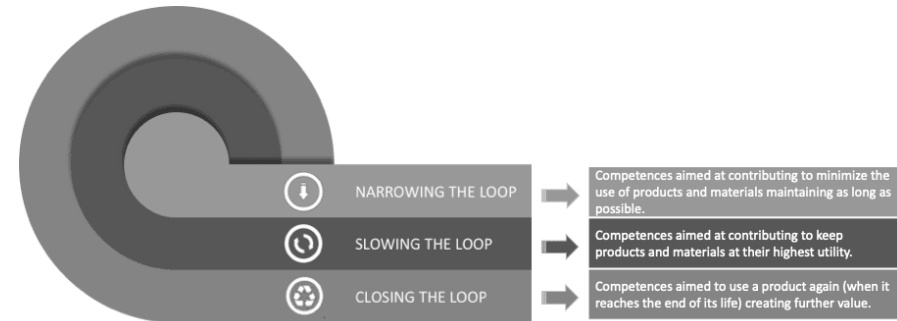 NARROWING THE LOOP
Competences aimed at contributing to minimize the
use of products and materials maintaining as long as
possible.
SLOWING THE LOOP
Competences aimed at contributing to keep
products and materials at their highest utility.
CLOSING THE LOOP
Competences aimed to use a product again (when it
reaches the end of its life) creating further value.